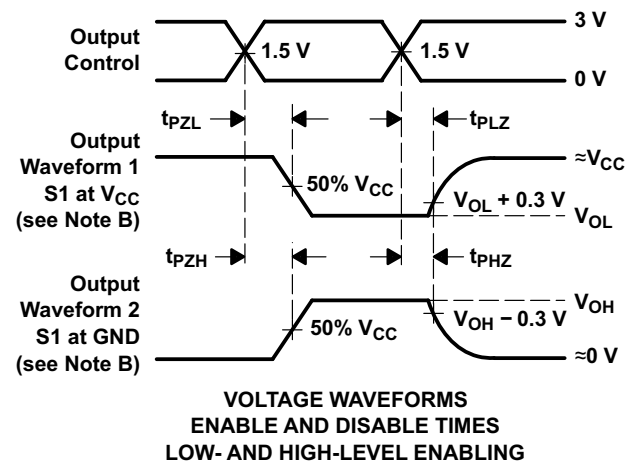 Output
Control
1.5 V
1.5 V
3 V
0 V
tPZL
tPLZ
Output
Waveform 1
S1 at VCC
(see Note B)
50% VCC
≈VCC
VOL + 0.3 V
VOL
tPZH
tPHZ
Output
Waveform 2
S1 at GND
(see Note B)
50% VCC
VOH
VOH − 0.3 V
≈0 V
VOLTAGE WAVEFORMS
ENABLE AND DISABLE TIMES
LOW- AND HIGH-LEVEL ENABLING